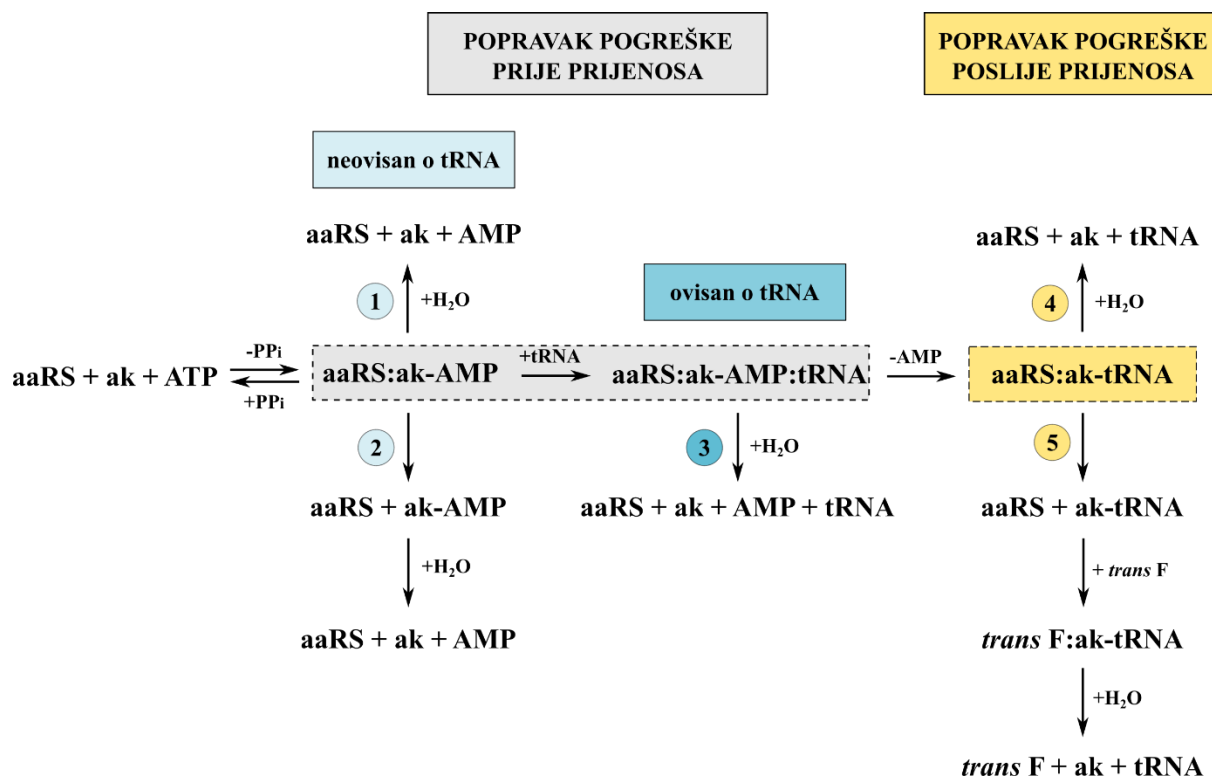 POPRAVAK POGREŠKE
PRIJE PRIJENOSA
POPRAVAK POGREŠKE
POSLIJE PRIJENOSA
neovisan o tRNA
aaRS + ak + AMP
aaRS + ak + tRNA
ovisan o tRNA
1
+H₂O
4
+H₂O
aaRS + ak + ATP
-PPi
+PPi
aaRS:ak-AMP
+tRNA
aaRS:ak-AMP:tRNA
-AMP
aaRS:ak-tRNA
2
3
+H₂O
5
aaRS + ak-AMP
aaRS + ak + AMP + tRNA
aaRS + ak-tRNA
+H₂O
+ trans F
aaRS + ak + AMP
trans F:ak-tRNA
+H₂O
trans F + ak + tRNA